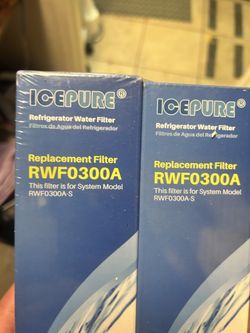 ICEPURE®
Refrigerator Water Filter
Filtros de Agua del Refrigerador
Replacement Filter
RWF0300A
This filter is for System Model
RWF0300A-S
ICEPURE®
Refrigerator Water Filter
Filtros de Agua del Refrigerador
Replacement Filter
RWF0300A
This filter is for System Model
RWF0300A-S